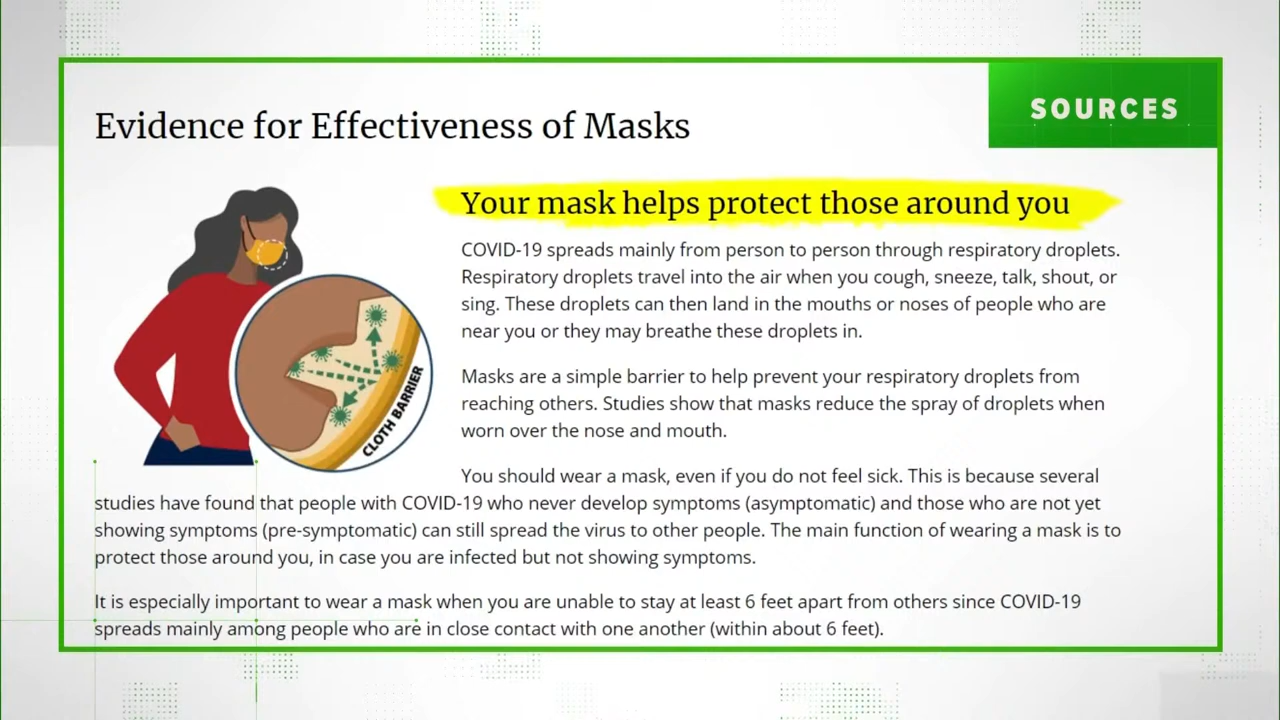 SOURCES
Evidence for Effectiveness of Masks
Your mask helps protect those around you
COVID-19 spreads mainly from person to person through respiratory droplets.
Respiratory droplets travel into the air when you cough, sneeze, talk, shout, or
sing. These droplets can then land in the mouths or noses of people who are
near you or they may breathe these droplets in.
Masks are a simple barrier to help prevent your respiratory droplets from
reaching others. Studies show that masks reduce the spray of droplets when
worn over the nose and mouth.
CLOTH BARRIER
You should wear a mask, even if you do not feel sick. This is because several
studies have found that people with COVID-19 who never develop symptoms (asymptomatic) and those who are not yet
showing symptoms (pre-symptomatic) can still spread the virus to other people. The main function of wearing a mask is to
protect those around you, in case you are infected but not showing symptoms.
It is especially important to wear a mask when you are unable to stay at least 6 feet apart from others since COVID-19
spreads mainly among people who are in close contact with one another (within about 6 feet).